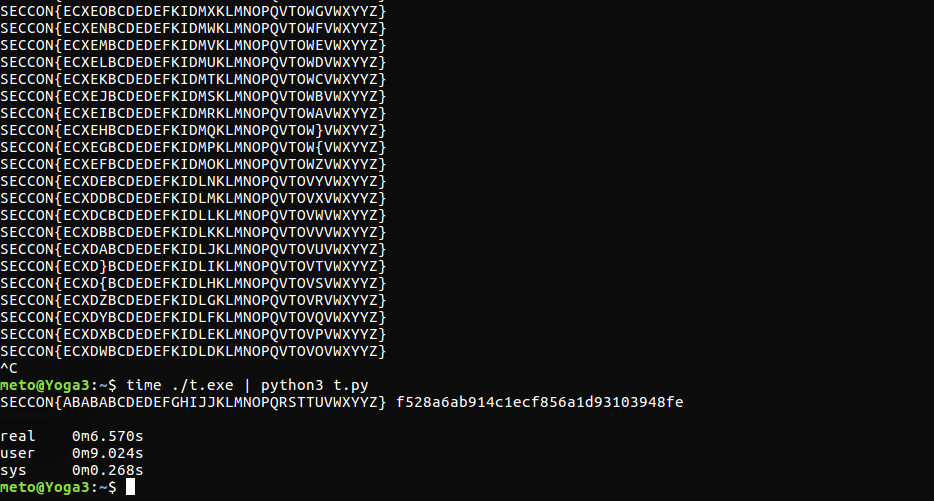 SECCON{ECXEOBCDEDEFKIDMXKLMNOPQVTOWGVWXYYZ}
SECCON{ECXENBCDEDEFKIDMWKLMNOPQVTOWFVWXYYZ}
SECCON{ECXEMBCDEDEFKIDMVKLMNOPQVTOWEVWXYYZ}
SECCON{ECXELBCDEDEFKIDMUKLMNOPQVTOWDVWXYYZ}
SECCON{ECXEKBCDEDEFKIDMTKLMNOPQVTOWCVWXYYZ}
SECCON{ECXEJBCDEDEFKIDMSKLMNOPQVTOWBVWXYYZ}
SECCON{ECXEIBCDEDEFKIDMRKLMNOPQVTOWAVWXYYZ}
SECCON{ECXEHBCDEDEFKIDMQKLMNOPQVTOW}VWXYYZ}
SECCON{ECXEGBCDEDEFKIDMPKLMNOPQVTOW{VWXYYZ}
SECCON{ECXEFBCDEDEFKIDMOKLMNOPQVTOWZVWXYYZ}
SECCON{ECXDEBCDEDEFKIDLNKLMNOPQVTOVYVWXYYZ}
SECCON{ECXDDBCDEDEFKIDLMKLMNOPQVTOVXVWXYYZ}
SECCON{ECXDCBCDEDEFKIDLLKLMNOPQVTOVWVWXYYZ}
SECCON{ECXDBBCDEDEFKIDLKKLMNOPQVTOVVVWXYYZ}
SECCON{ECXDABCDEDEFKIDLJKLMNOPQVTOVUVWXYYZ}
SECCON{ECXD}BCDEDEFKIDLIKLMNOPQVTOVTVWXYYZ}
SECCON{ECXD{BCDEDEFKIDLHKLMNOPQVTOVSVWXYYZ}
SECCON{ECXDZBCDEDEFKIDLGKLMNOPQVTOVRVWXYYZ}
SECCON{ECXDYBCDEDEFKIDLFKLMNOPQVTOVQVWXYYZ}
SECCON{ECXDXBCDEDEFKIDLEKLMNOPQVTOVPVWXYYZ}
SECCON{ECXDWBCDEDEFKIDLDKLMNOPQVTOVOVWXYYZ}
^C
meto@Yoga3:~$ time ./t.exe | python3 t.py
SECCON{ABABABCDEDEFGHIJJKLMNOPQRSTTUVWXYYZ} f528a6ab914c1ecf856a1d93103948fe
real 0m6.570s
user 0m9.024s
sys 0m0.268s
meto@Yoga3:~$